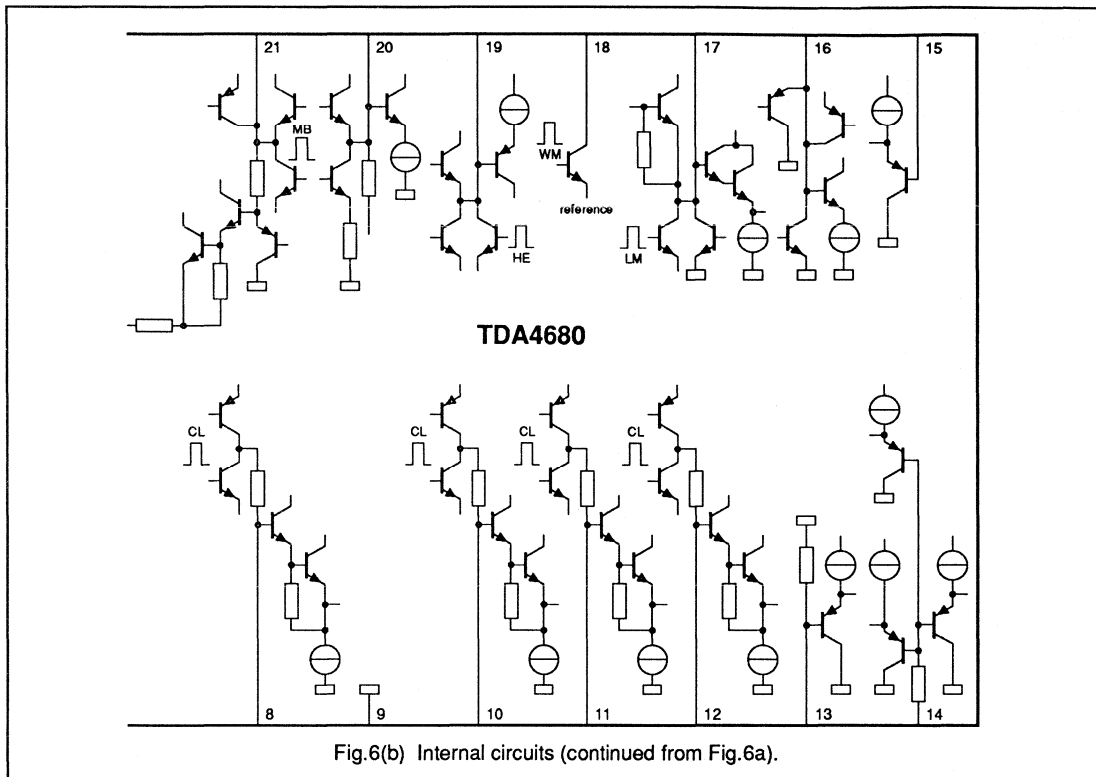 21 20 19 18 17 16 15
MB
WM
reference
HE
LM
TDA4680
CL CL CL CL
8 9 10 11 12 13 14
Fig.6(b) Internal circuits (continued from Fig.6a).